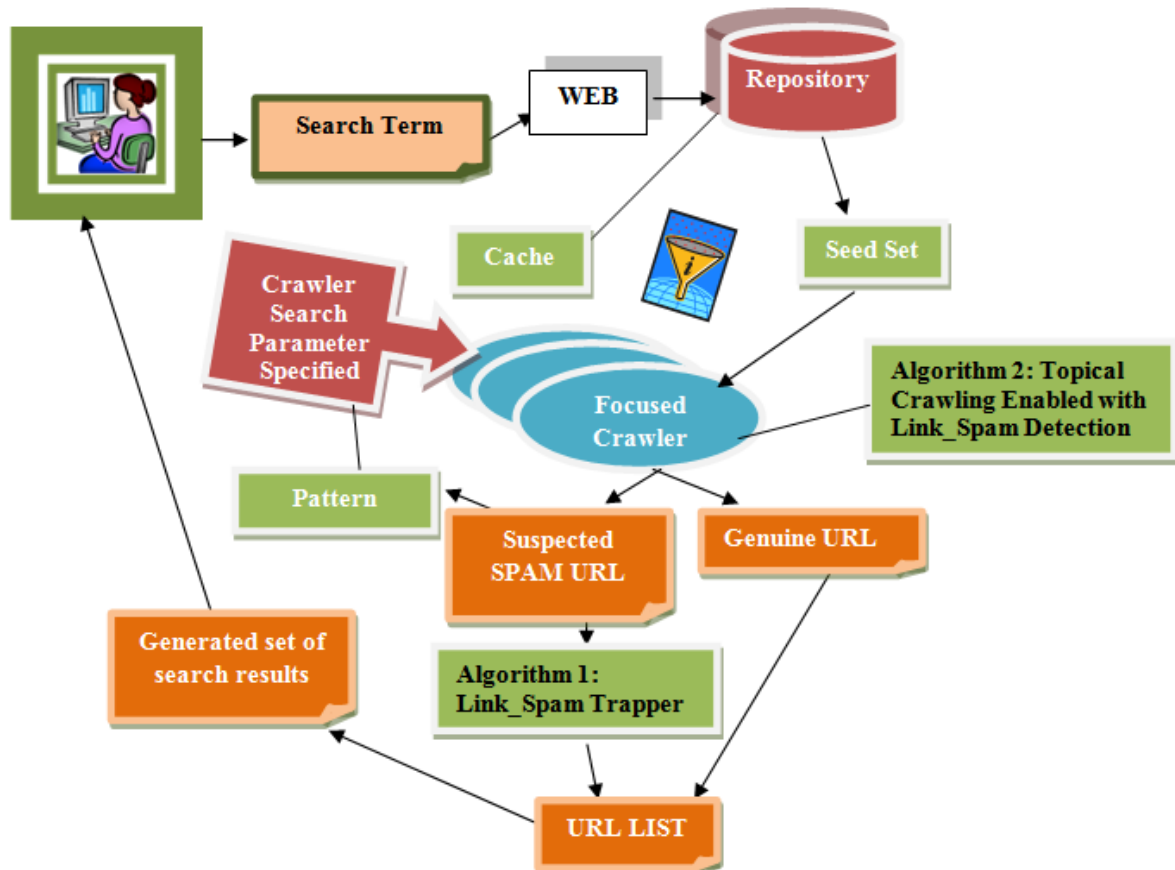 Repository
WEB
Search Term
Cache
Seed Set
Crawler
Search
Parameter
Specified
i
Focused
Crawler
Algorithm 2: Topical
Crawling Enabled with
Link_Spam Detection
Pattern
Suspected
SPAM URL
Genuine URL
Generated set of
search results
Algorithm 1:
Link_Spam Trapper
URL LIST